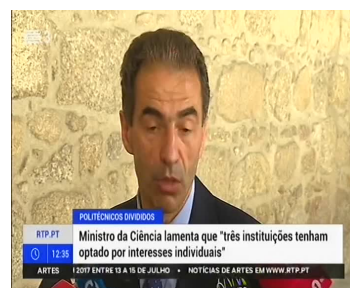 POLITÉCNICOS DIVIDIDOS
RTP.PT
Ministro da Ciência lamenta que "três instituições tenham
12:35
optado por interesses individuais"
ARTES I 2017 ENTRE 13 A 15 DE JULHO • NOTÍCIAS DE ARTES EM WWW.RTP.PT